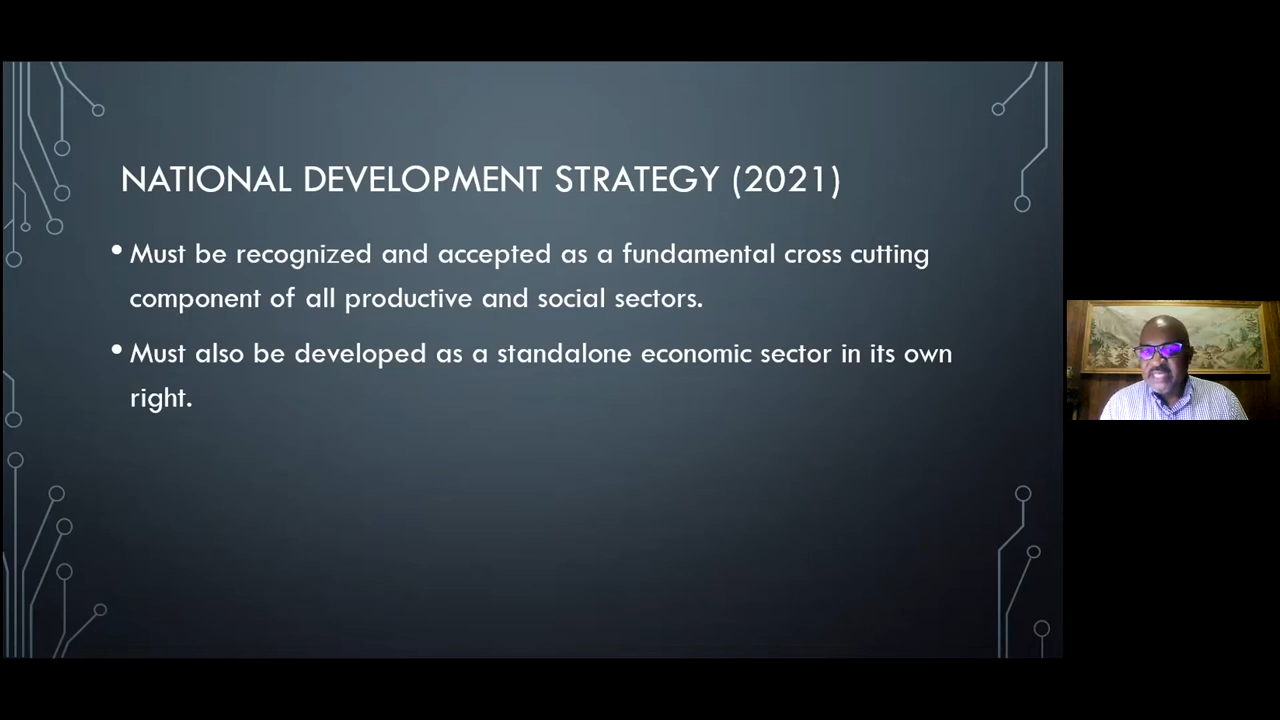 NATIONAL DEVELOPMENT STRATEGY (2021)
• Must be recognized and accepted as a fundamental cross cutting
component of all productive and social sectors.
• Must also be developed as a standalone economic sector in its own
right.